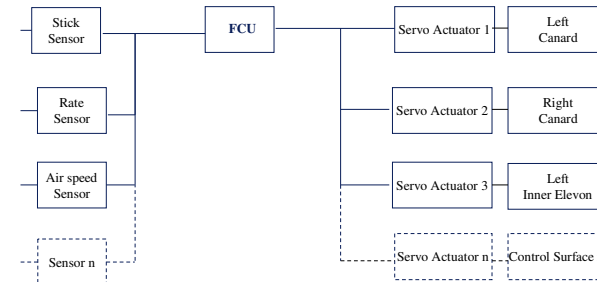 Stick
Sensor
FCU
Servo Actuator 1
Left
Canard
Rate
Sensor
Servo Actuator 2
Right
Canard
Air speed
Sensor
Servo Actuator 3
Left
Inner Elevon
Sensor n
Servo Actuator n
Control Surface